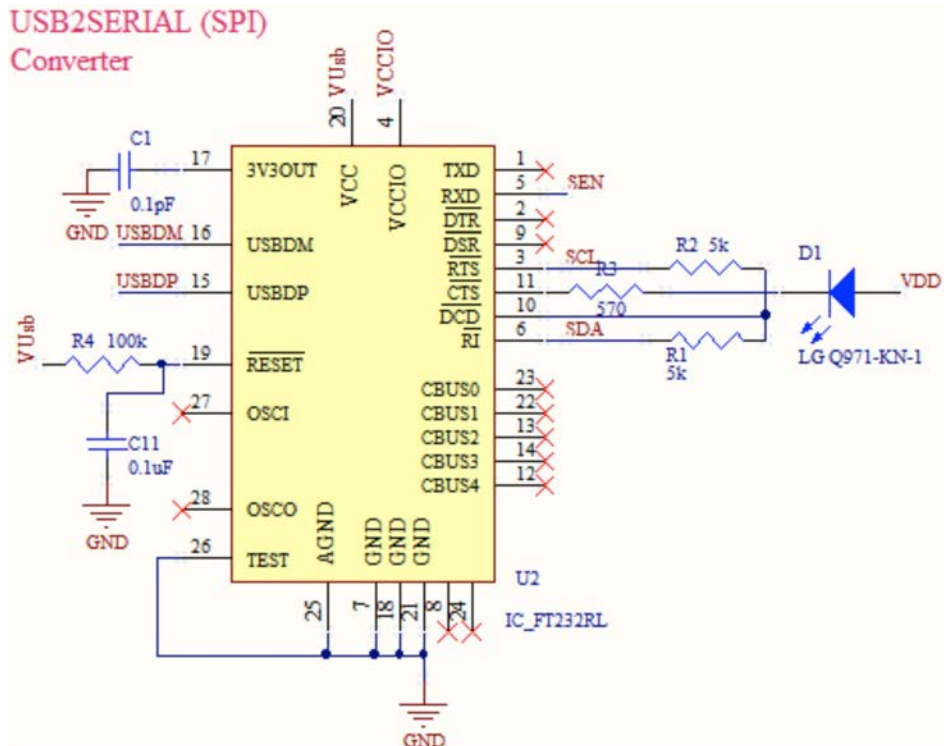 USB2SERIAL (SPI)
Converter
VUsb
VCCIO
20
4
C1
17
3V3OUT
VCC
VCCIO
TXD
1
0.1pF
RXD
5
SEN
GND
DTR
2
USBDM
16
USBDM
DSR
9
RTS
3
SCL
R2 5k
D1
USBDP
15
USBDP
CTS
11
R3
570
VDD
DCD
10
RI
6
SDA
R1
5k
LG Q971-KN-1
VUsb
R4 100k
19
RESET
CBUS0
23
27
OSCI
CBUS1
22
C11
0.1uF
CBUS2
13
CBUS3
14
CBUS4
12
28
OSCO
GND
26
TEST
AGND
GND
GND
GND
U2
25
7
18
21
8
24
IC_FT232RL
GND